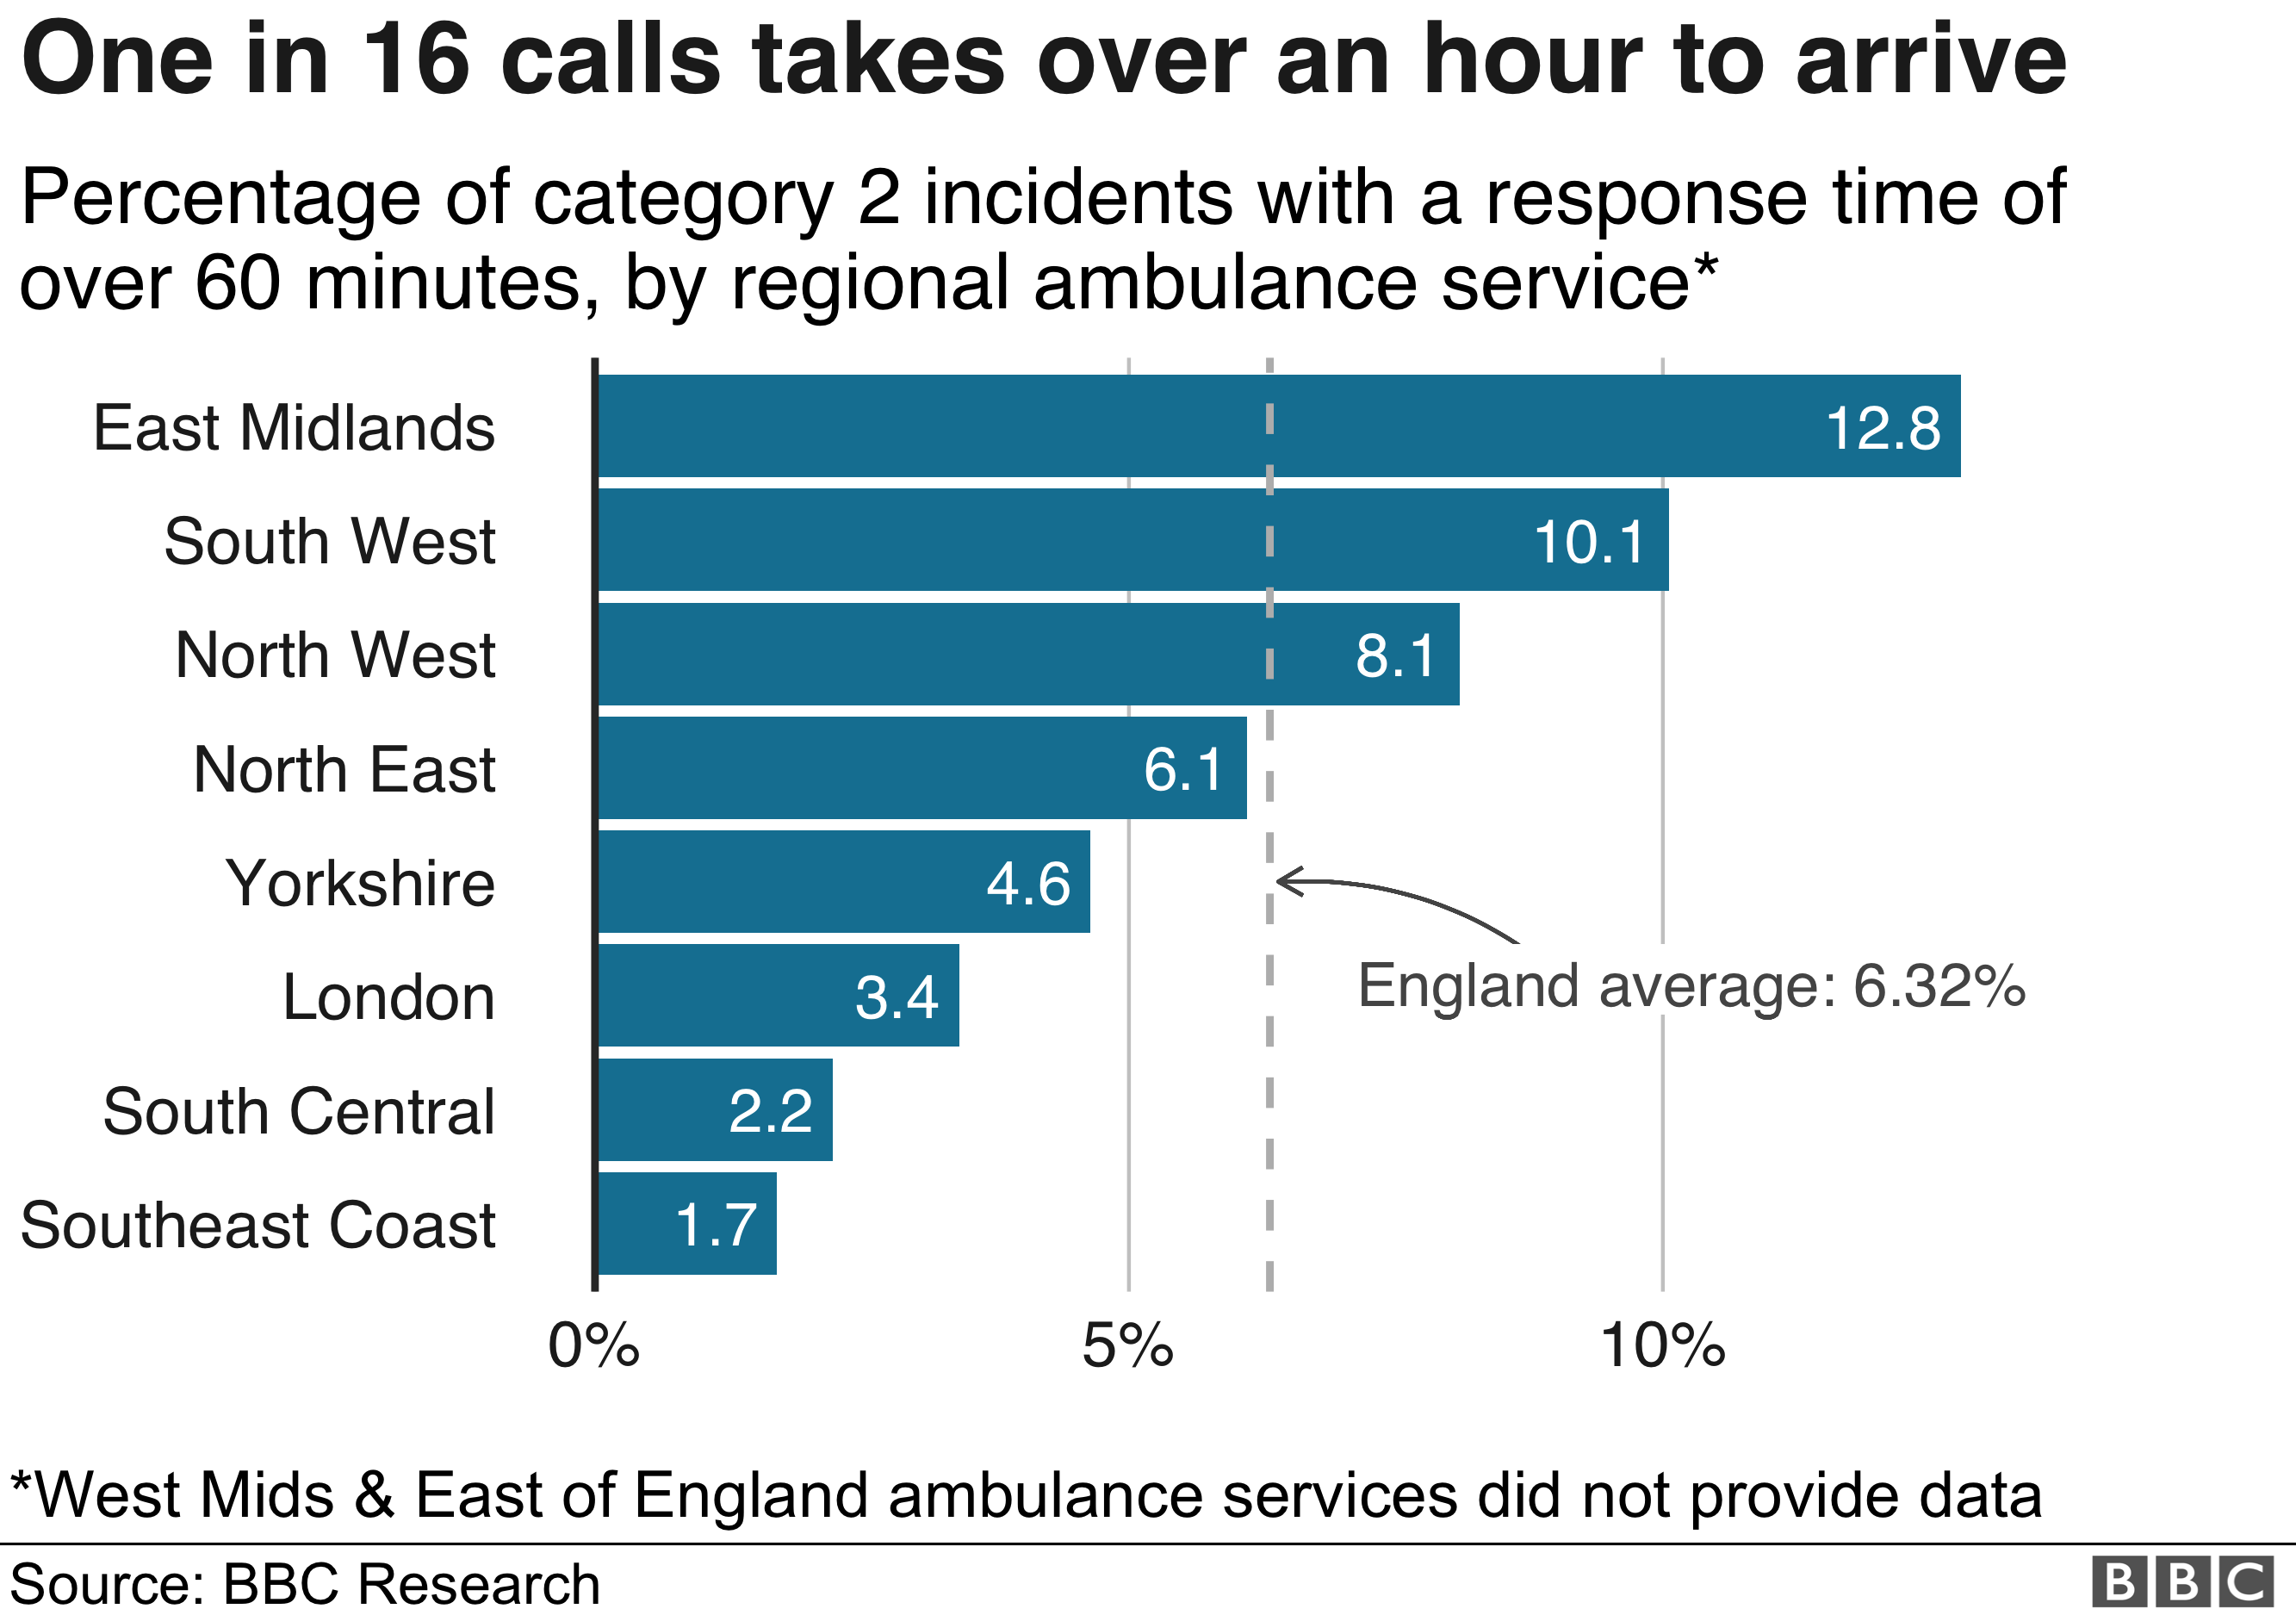 One in 16 calls takes over an hour to arrive
Percentage of category 2 incidents with a response time of
over 60 minutes, by regional ambulance service*
East Midlands 12.8
South West 10.1
North West 8.1
North East 6.1
Yorkshire 4.6
London 3.4
England average: 6.32%
South Central 2.2
Southeast Coast 1.7
0% 5% 10%
*West Mids & East of England ambulance services did not provide data
Source: BBC Research
BBC